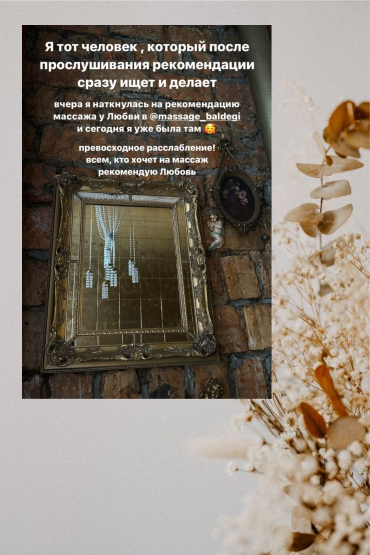 Я тот человек , который после
прослушивания рекомендации
сразу ищет и делает
вчера я наткнулась на рекомендацию
массажа у Любви в @massage_baldegi
и сегодня я уже была там 🥰
превосходное расслабление!
всем, кто хочет на массаж
рекомендую Любовь